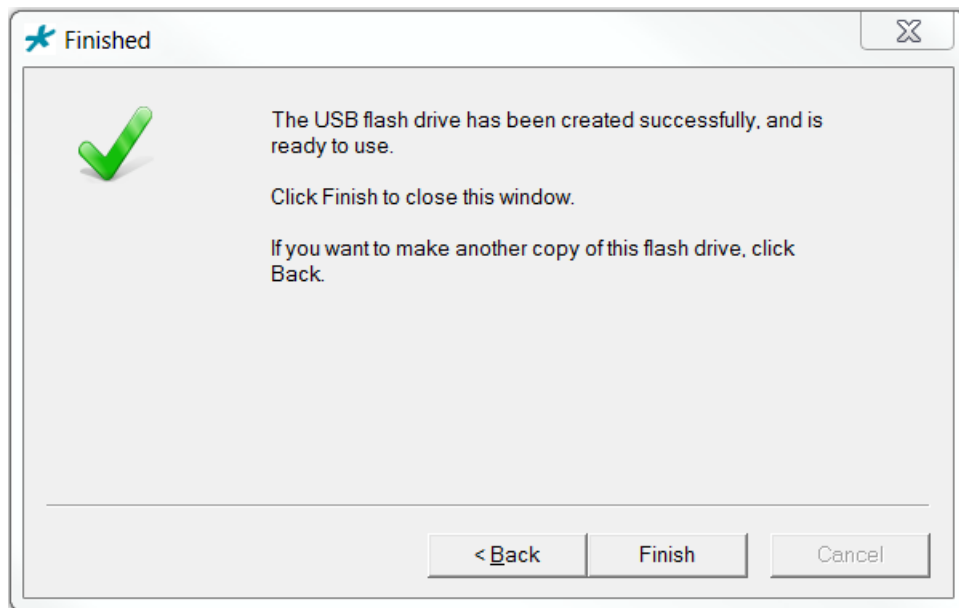 Finished
The USB flash drive has been created successfully, and is
ready to use.
Click Finish to close this window.
If you want to make another copy of this flash drive, click
Back.
< Back
Finish
Cancel